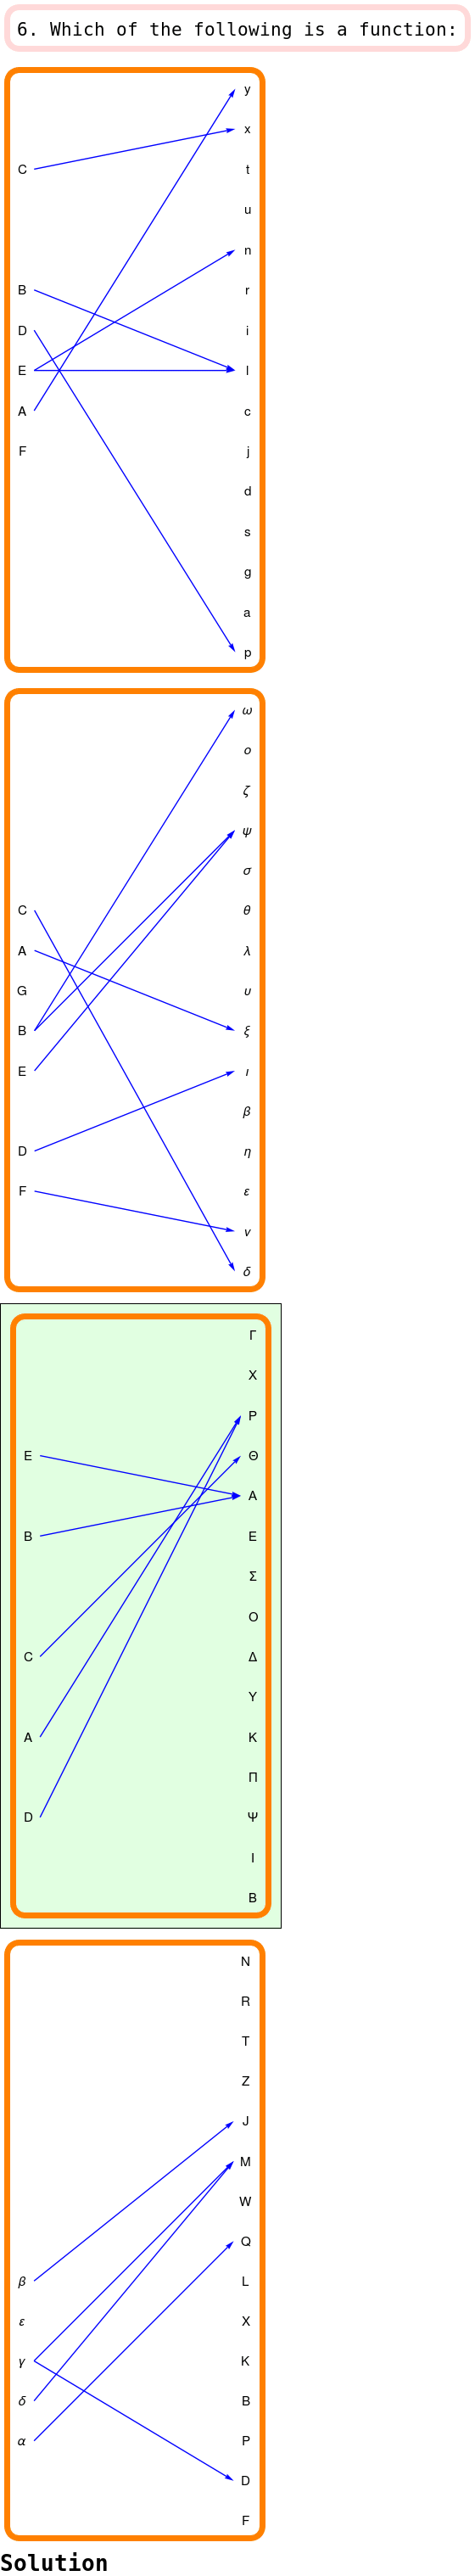 6. Which of the following is a function:
y
x
C t
u
n
B r
D i
E l
A c
F j
d
s
g
a
p
ω
ο
ζ
ψ
σ
C θ
A λ
G υ
B ξ
E ι
β
D η
F ε
ν
δ
Γ
Χ
Ρ
E Θ
Α
B Ε
Σ
Ο
C Δ
Υ
A Κ
Π
D Ψ
Ι
Β
N
R
T
Z
J
M
W
Q
β L
ε X
γ K
δ B
α P
D
F
Solution